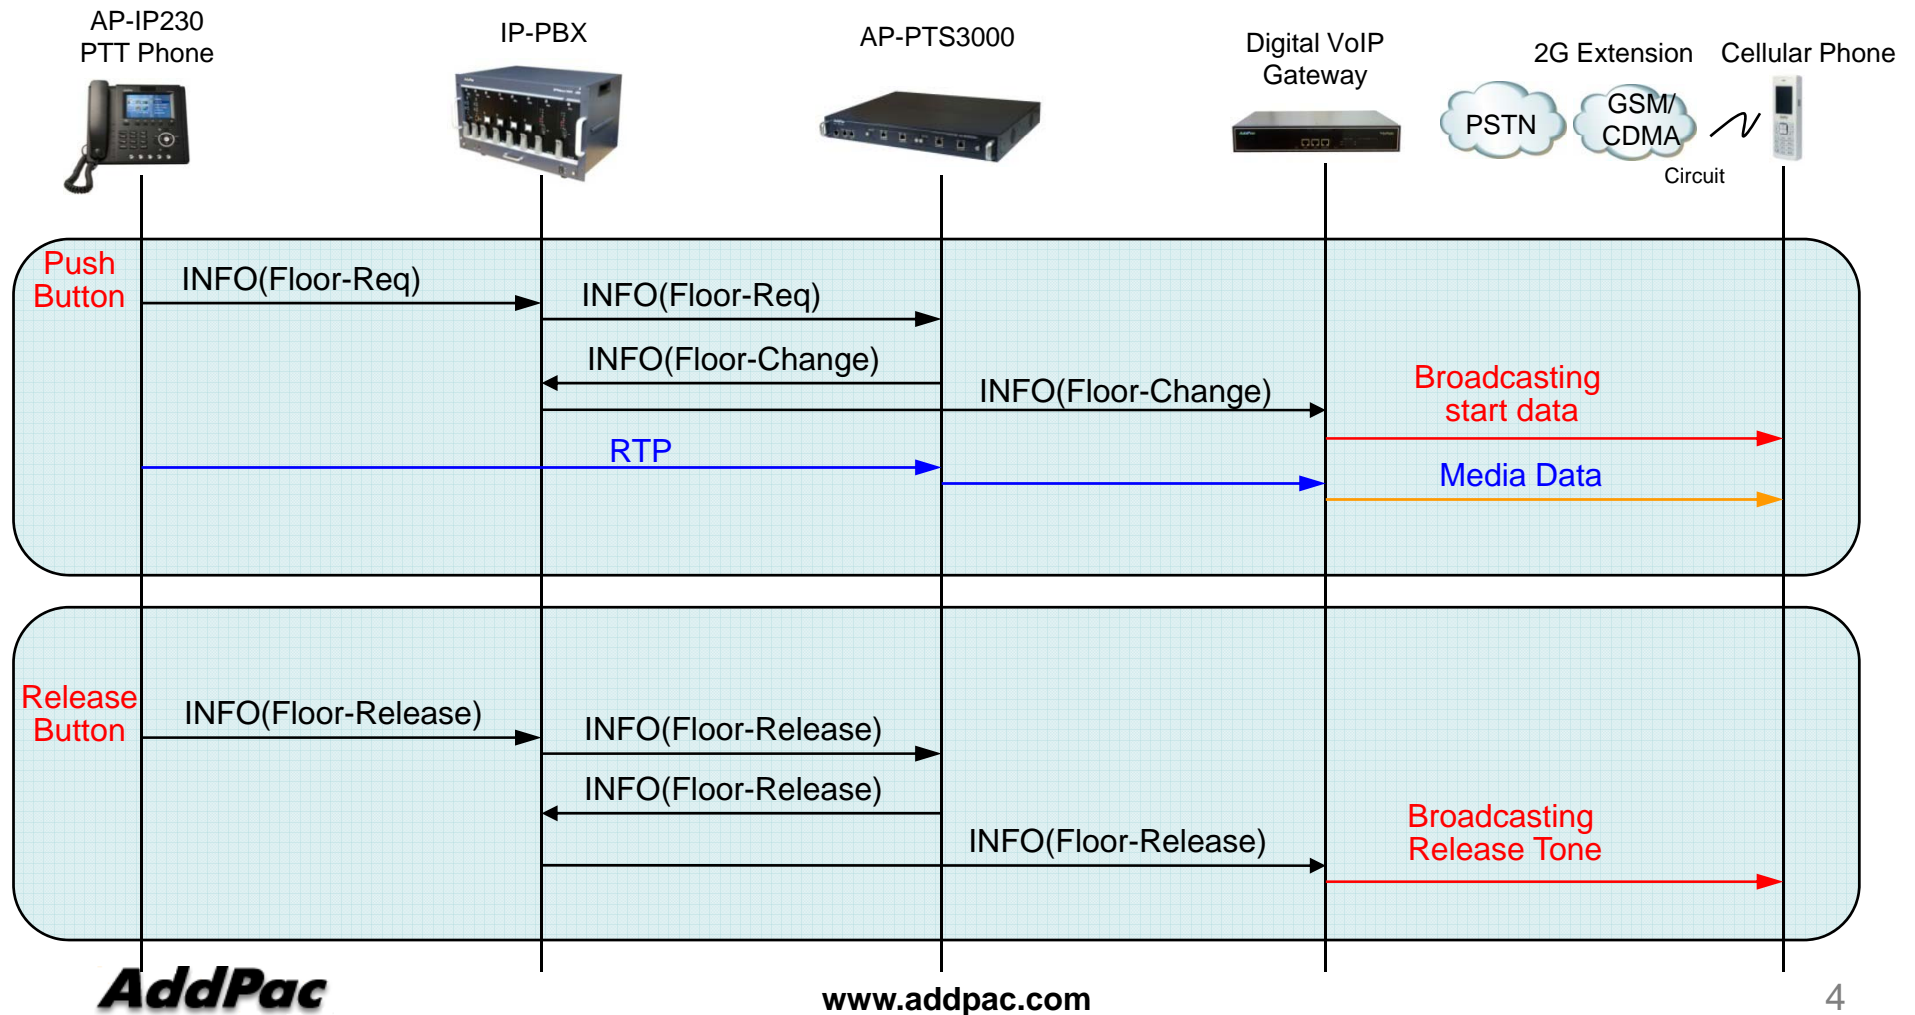 AP-IP230
PTT Phone
IP-PBX
AP-PTS3000
Digital VoIP
Gateway
2G Extension
Cellular Phone
PSTN
GSM/
CDMA
Circuit
Push
Button
INFO(Floor-Req)
INFO(Floor-Req)
INFO(Floor-Change)
INFO(Floor-Change)
Broadcasting
start data
RTP
Media Data
Release
Button
INFO(Floor-Release)
INFO(Floor-Release)
INFO(Floor-Release)
INFO(Floor-Release)
Broadcasting
Release Tone
AddPac
www.addpac.com
4